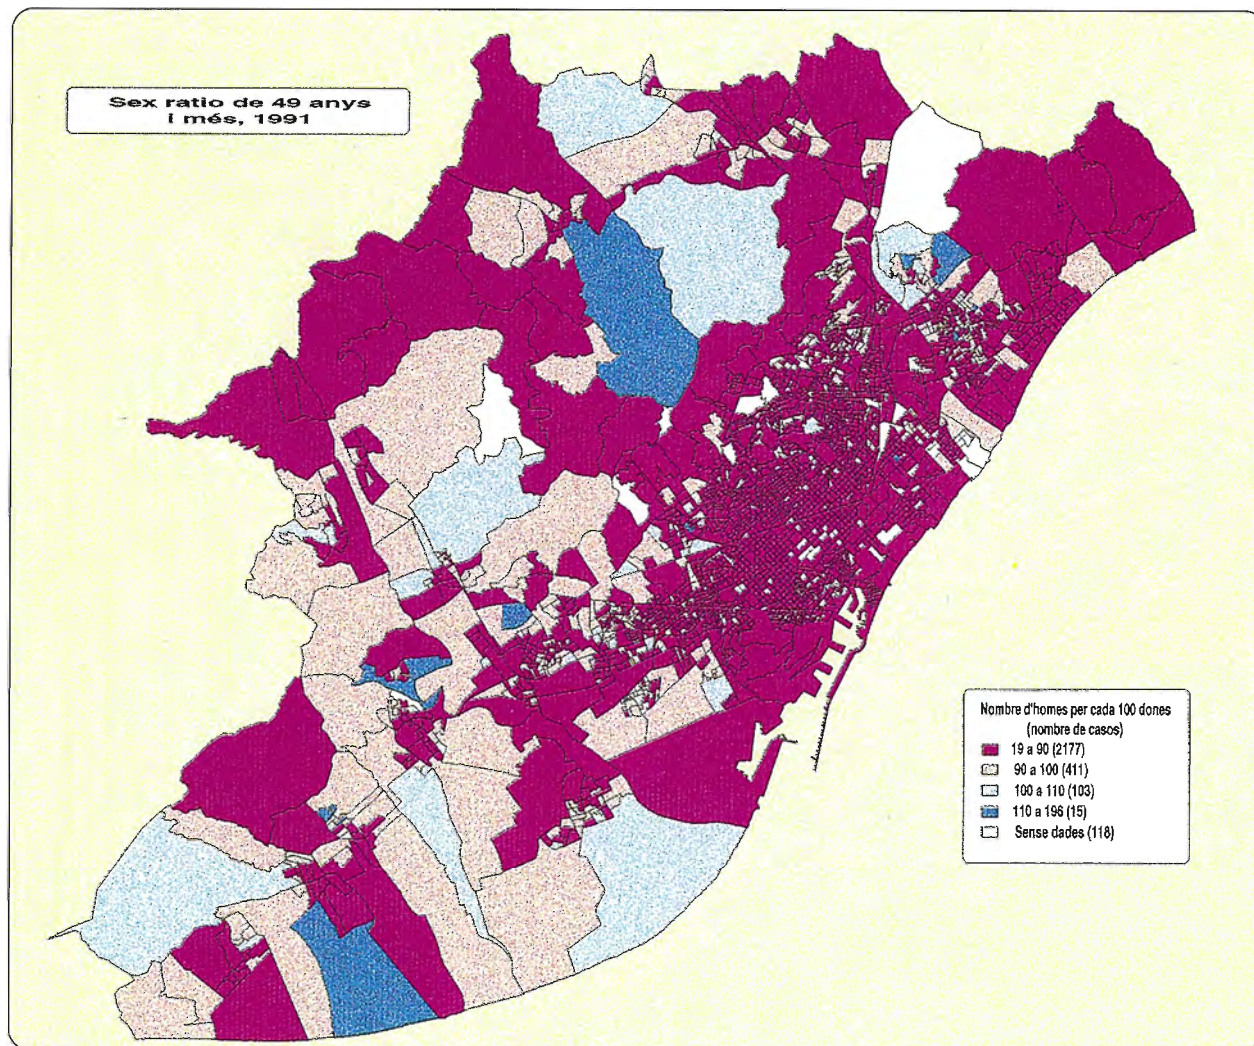 Sex ratio de 49 anys
i més, 1991
Nombre d'homes per cada 100 dones
(nombre de casos)
19 a 90 (2177)
90 a 100 (411)
100 a 110 (103)
110 a 196 (15)
Sense dades (118)